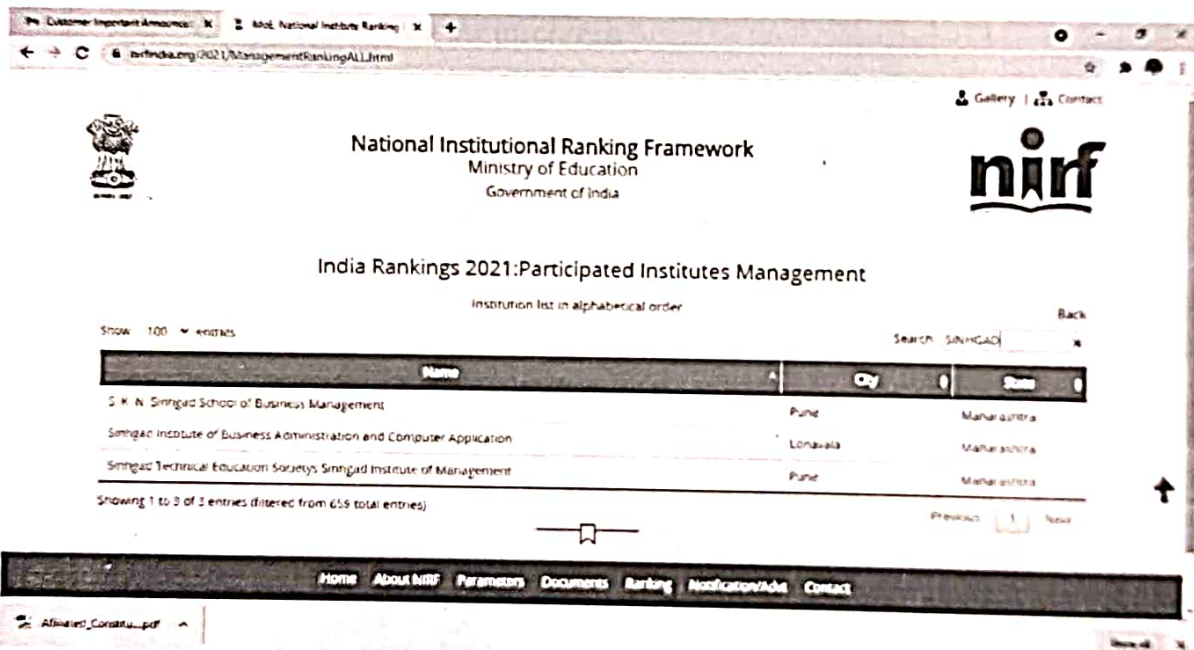 Customer Important Announce
MoE, National Institute Ranking
nirfindia.org/2021/ManagementRankingALL.html
Gallery | Contact
National Institutional Ranking Framework
Ministry of Education
Government of India
nirf
India Rankings 2021:Participated Institutes Management
Institution list in alphabetical order
Back
Show 100 entries
Search SINHGAD
Name City State
S. K. N. Sinhgad School of Business Management Pune Maharashtra
Sinhgad Institute of Business Administration and Computer Application Lonavala Maharashtra
Sinhgad Technical Education Societys Sinhgad Institute of Management Pune Maharashtra
Showing 1 to 3 of 3 entries (filtered from 659 total entries)
Previous 1 Next
Home About NIRF Parameters Documents Ranking Notification/Advt Contact
Affiliated_Constitu....pdf
Show all